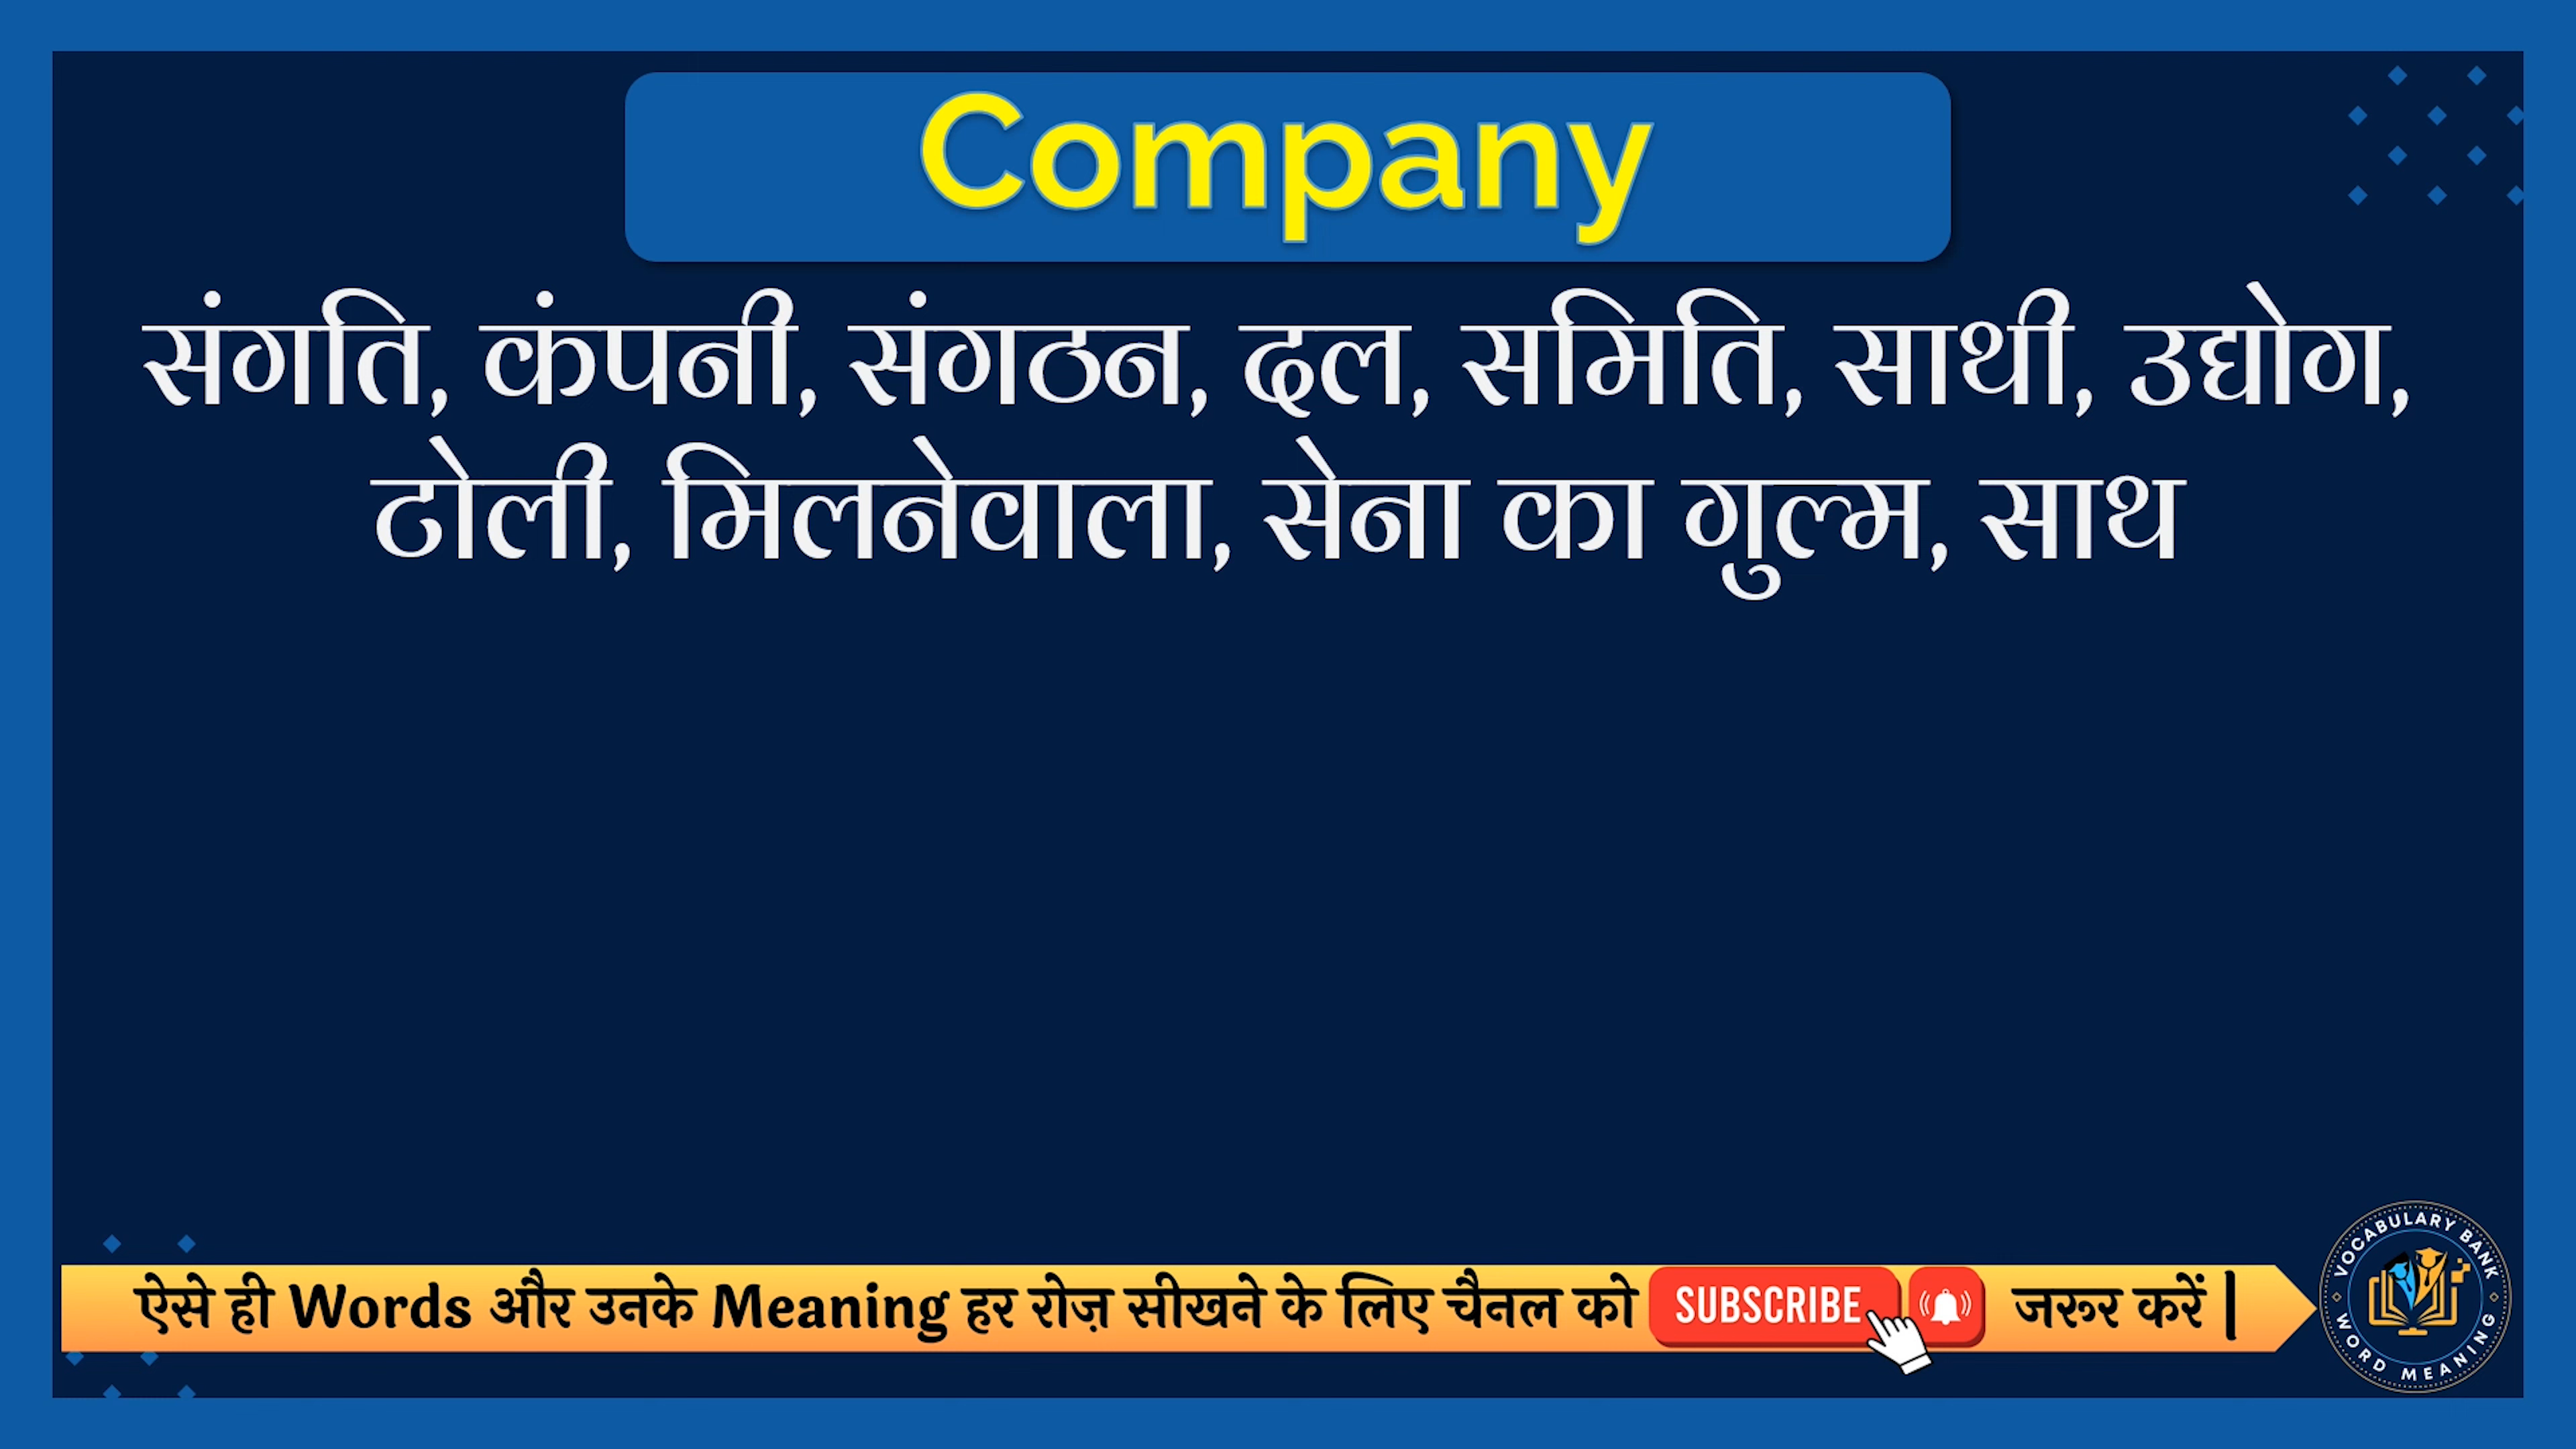 Company
संगति, कंपनी, संगठन, दल, समिति, साथी, उद्योग,
टोली, मिलनेवाला, सेना का गुल्म, साथ
ऐसे ही Words और उनके Meaning हर रोज़ सीखने के लिए चैनल को SUBSCRIBE जरूर करें |
VOCABULARY BANK
WORD MEANING